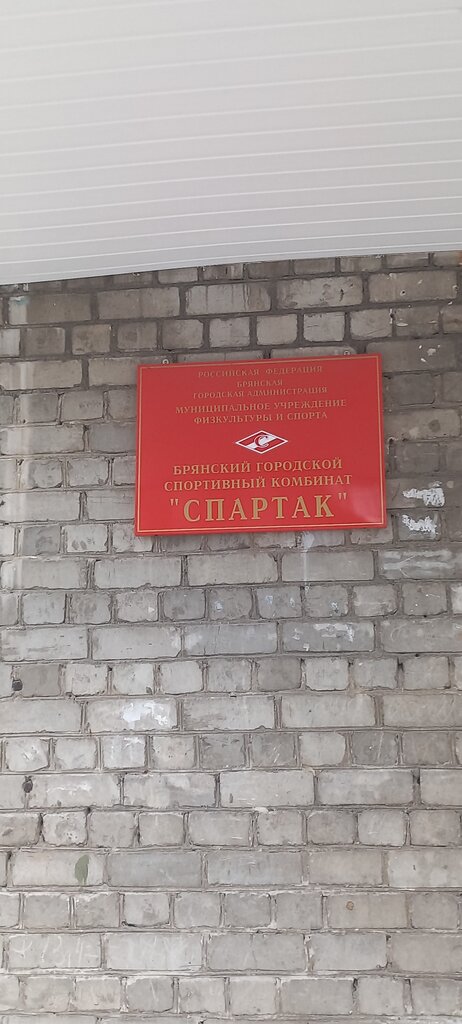 РОССИЙСКАЯ ФЕДЕРАЦИЯ
БРЯНСКАЯ
ГОРОДСКАЯ АДМИНИСТРАЦИЯ
МУНИЦИПАЛЬНОЕ УЧРЕЖДЕНИЕ
ФИЗКУЛЬТУРЫ И СПОРТА
С
БРЯНСКИЙ ГОРОДСКОЙ
СПОРТИВНЫЙ КОМБИНАТ
"СПАРТАК"